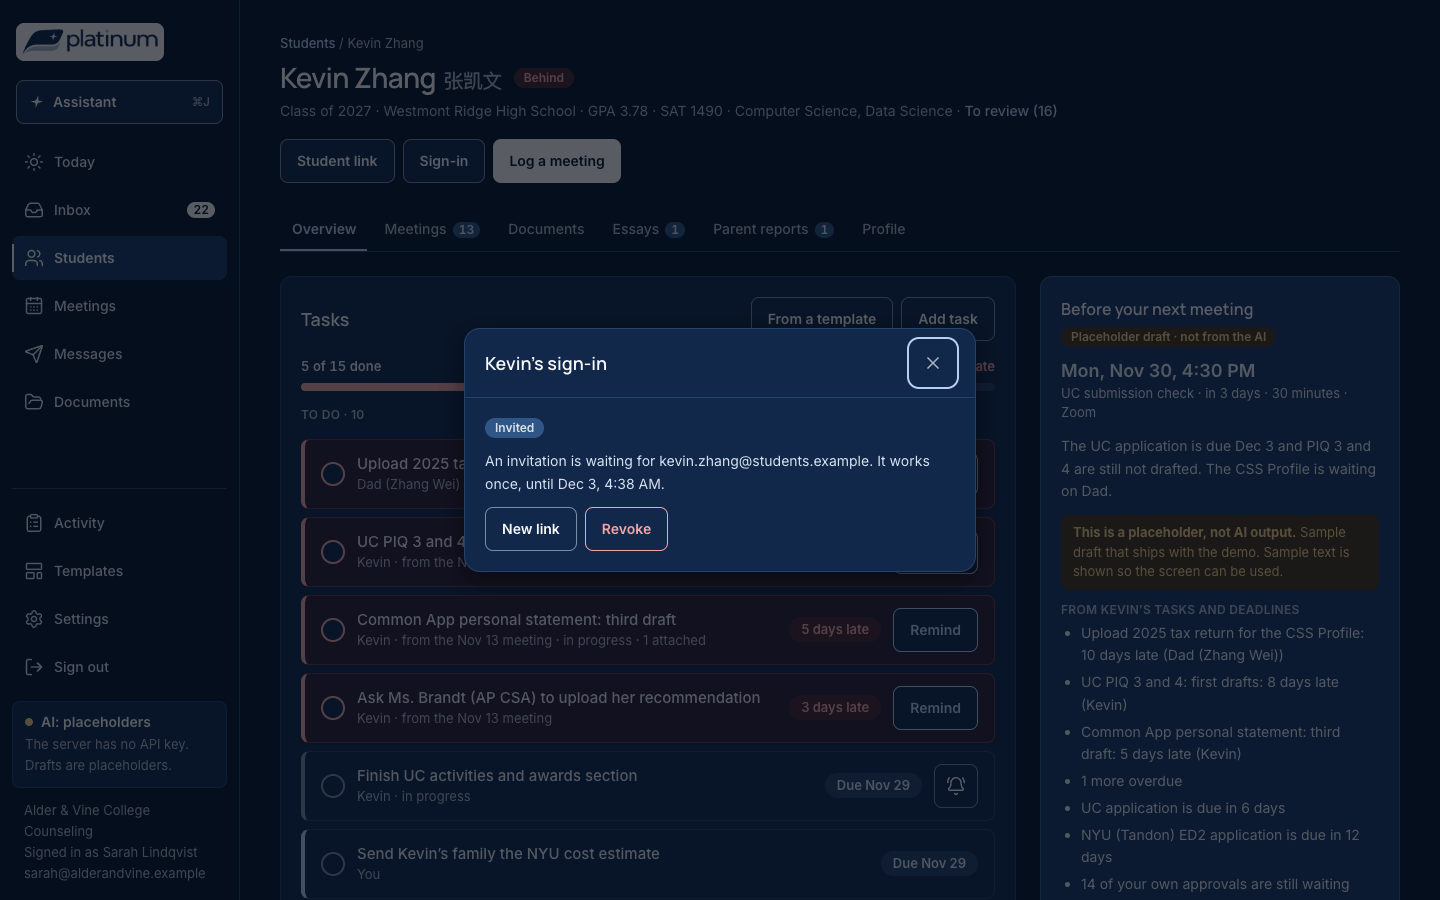 platinum
Assistant ⌘J
Today
Inbox 22
Students
Meetings
Messages
Documents
Activity
Templates
Settings
Sign out
AI: placeholders
The server has no API key.
Drafts are placeholders.
Alder & Vine College
Counseling
Signed in as Sarah Lindqvist
sarah@alderandvine.example
Students / Kevin Zhang
Kevin Zhang 张凯文 Behind
Class of 2027 · Westmont Ridge High School · GPA 3.78 · SAT 1490 · Computer Science, Data Science · To review (16)
Student link Sign-in Log a meeting
Overview Meetings 13 Documents Essays 1 Parent reports 1 Profile
Tasks From a template Add task
5 of 15 done
TO DO · 10
Upload 2025
Dad (Zhang Wei)
UC PIQ 3 and 4
Kevin · from the
Common App personal statement: third draft
Kevin · from the Nov 13 meeting · in progress · 1 attached
5 days late Remind
Ask Ms. Brandt (AP CSA) to upload her recommendation
Kevin · from the Nov 13 meeting
3 days late Remind
Finish UC activities and awards section
Kevin · in progress
Due Nov 29
Send Kevin’s family the NYU cost estimate
You
Due Nov 29
Kevin’s sign-in
Invited
An invitation is waiting for kevin.zhang@students.example. It works
once, until Dec 3, 4:38 AM.
New link Revoke
Before your next meeting
Placeholder draft · not from the AI
Mon, Nov 30, 4:30 PM
UC submission check · in 3 days · 30 minutes ·
Zoom
The UC application is due Dec 3 and PIQ 3 and
4 are still not drafted. The CSS Profile is waiting
on Dad.
This is a placeholder, not AI output. Sample
draft that ships with the demo. Sample text is
shown so the screen can be used.
FROM KEVIN’S TASKS AND DEADLINES
• Upload 2025 tax return for the CSS Profile:
10 days late (Dad (Zhang Wei))
• UC PIQ 3 and 4: first drafts: 8 days late
(Kevin)
• Common App personal statement: third
draft: 5 days late (Kevin)
• 1 more overdue
• UC application is due in 6 days
• NYU (Tandon) ED2 application is due in 12
days
• 14 of your own approvals are still waiting